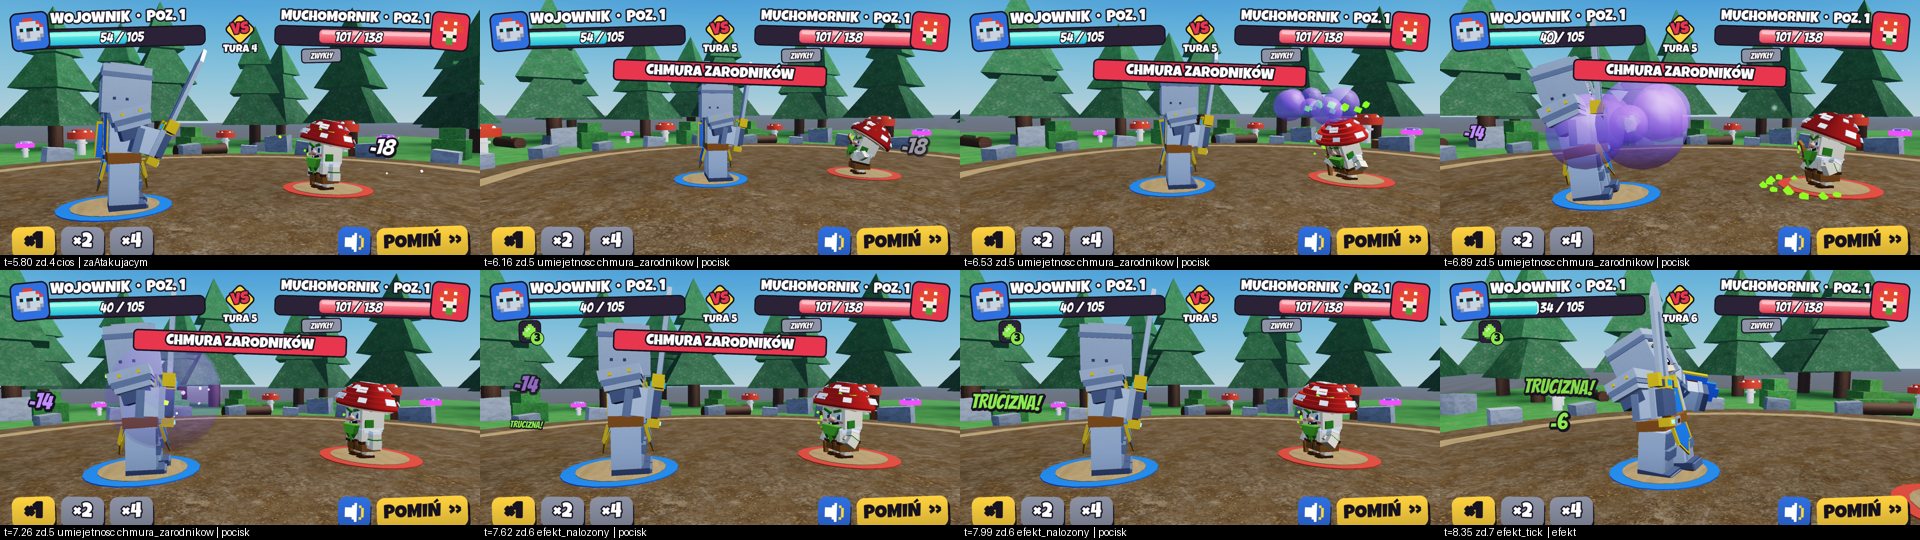 WOJOWNIK • POZ. 1
54 / 105
VS
TURA 4
MUCHOMORNIK • POZ. 1
101 / 138
ZWYKŁY
-18
×1
×2
×4
POMIŃ »
t=5.80 zd.4 cios | zaAtakujacym
WOJOWNIK • POZ. 1
54 / 105
VS
TURA 5
MUCHOMORNIK • POZ. 1
101 / 138
ZWYKŁY
CHMURA ZARODNIKÓW
-18
×1
×2
×4
POMIŃ »
t=6.16 zd.5 umiejetnosc chmura_zarodnikow | pocisk
WOJOWNIK • POZ. 1
54 / 105
VS
TURA 5
MUCHOMORNIK • POZ. 1
101 / 138
ZWYKŁY
CHMURA ZARODNIKÓW
×1
×2
×4
POMIŃ »
t=6.53 zd.5 umiejetnosc chmura_zarodnikow | pocisk
WOJOWNIK • POZ. 1
40 / 105
VS
TURA 5
MUCHOMORNIK • POZ. 1
101 / 138
ZWYKŁY
CHMURA ZARODNIKÓW
-14
×1
×2
×4
POMIŃ »
t=6.89 zd.5 umiejetnosc chmura_zarodnikow | pocisk
WOJOWNIK • POZ. 1
40 / 105
VS
TURA 5
MUCHOMORNIK • POZ. 1
101 / 138
ZWYKŁY
CHMURA ZARODNIKÓW
-14
×1
×2
×4
POMIŃ »
t=7.26 zd.5 umiejetnosc chmura_zarodnikow | pocisk
WOJOWNIK • POZ. 1
40 / 105
VS
TURA 5
MUCHOMORNIK • POZ. 1
101 / 138
ZWYKŁY
3
CHMURA ZARODNIKÓW
-14
TRUCIZNA!
×1
×2
×4
POMIŃ »
t=7.62 zd.6 efekt_nalozony | pocisk
WOJOWNIK • POZ. 1
40 / 105
VS
TURA 5
MUCHOMORNIK • POZ. 1
101 / 138
ZWYKŁY
3
TRUCIZNA!
×1
×2
×4
POMIŃ »
t=7.99 zd.6 efekt_nalozony | pocisk
WOJOWNIK • POZ. 1
34 / 105
VS
TURA 6
MUCHOMORNIK • POZ. 1
101 / 138
ZWYKŁY
3
TRUCIZNA!
-6
×1
×2
×4
POMIŃ »
t=8.35 zd.7 efekt_tick | efekt